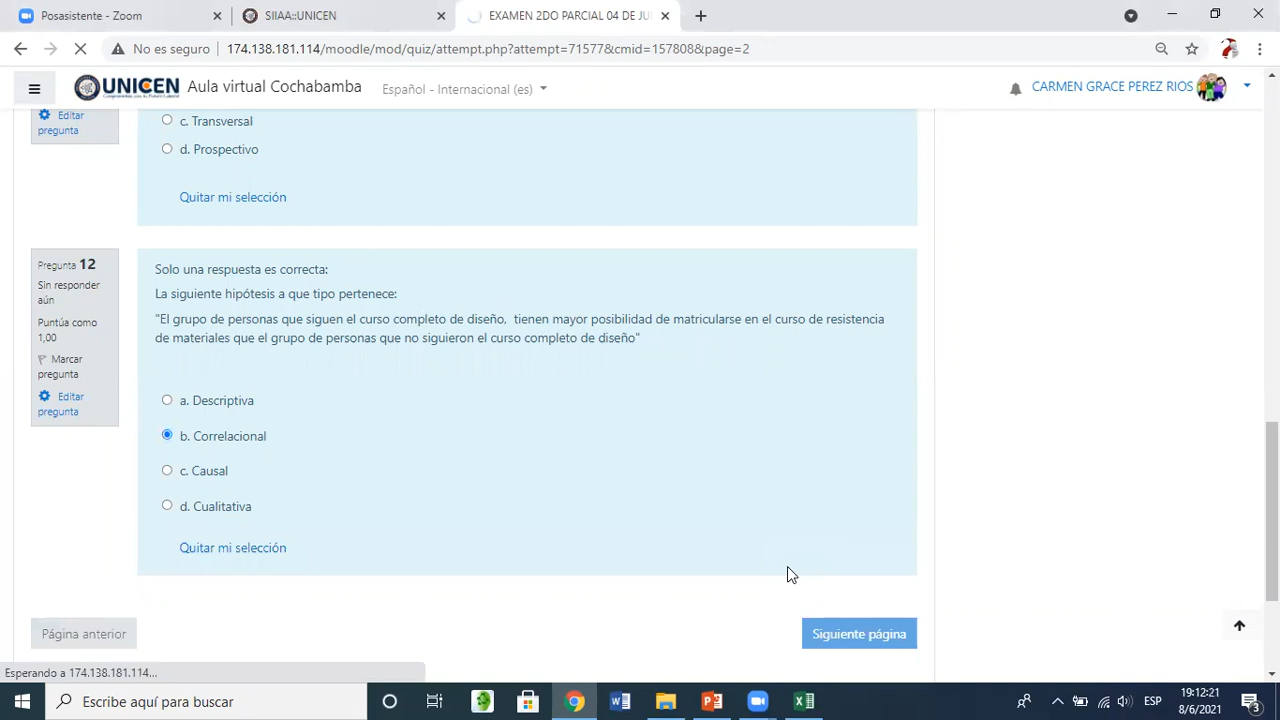 Posasistente - Zoom
SIIAA::UNICEN
EXAMEN 2DO PARCIAL 04 DE JU
No es seguro
174.138.181.114/moodle/mod/quiz/attempt.php?attempt=71577&cmid=157808&page=2
UNICEN
Aula virtual Cochabamba
Español - Internacional (es)
CARMEN GRACE PEREZ RIOS
Editar
pregunta
c. Transversal
d. Prospectivo
Quitar mi selección
Pregunta 12
Sin responder
aún
Puntúa como
1,00
Marcar
pregunta
Editar
pregunta
Solo una respuesta es correcta:
La siguiente hipótesis a que tipo pertenece:
"El grupo de personas que siguen el curso completo de diseño, tienen mayor posibilidad de matricularse en el curso de resistencia
de materiales que el grupo de personas que no siguieron el curso completo de diseño"
a. Descriptiva
b. Correlacional
c. Causal
d. Cualitativa
Quitar mi selección
Página anterior
Siguiente página
Esperando a 174.138.181.114...
Escribe aquí para buscar
ESP
19:12:21
8/6/2021
3